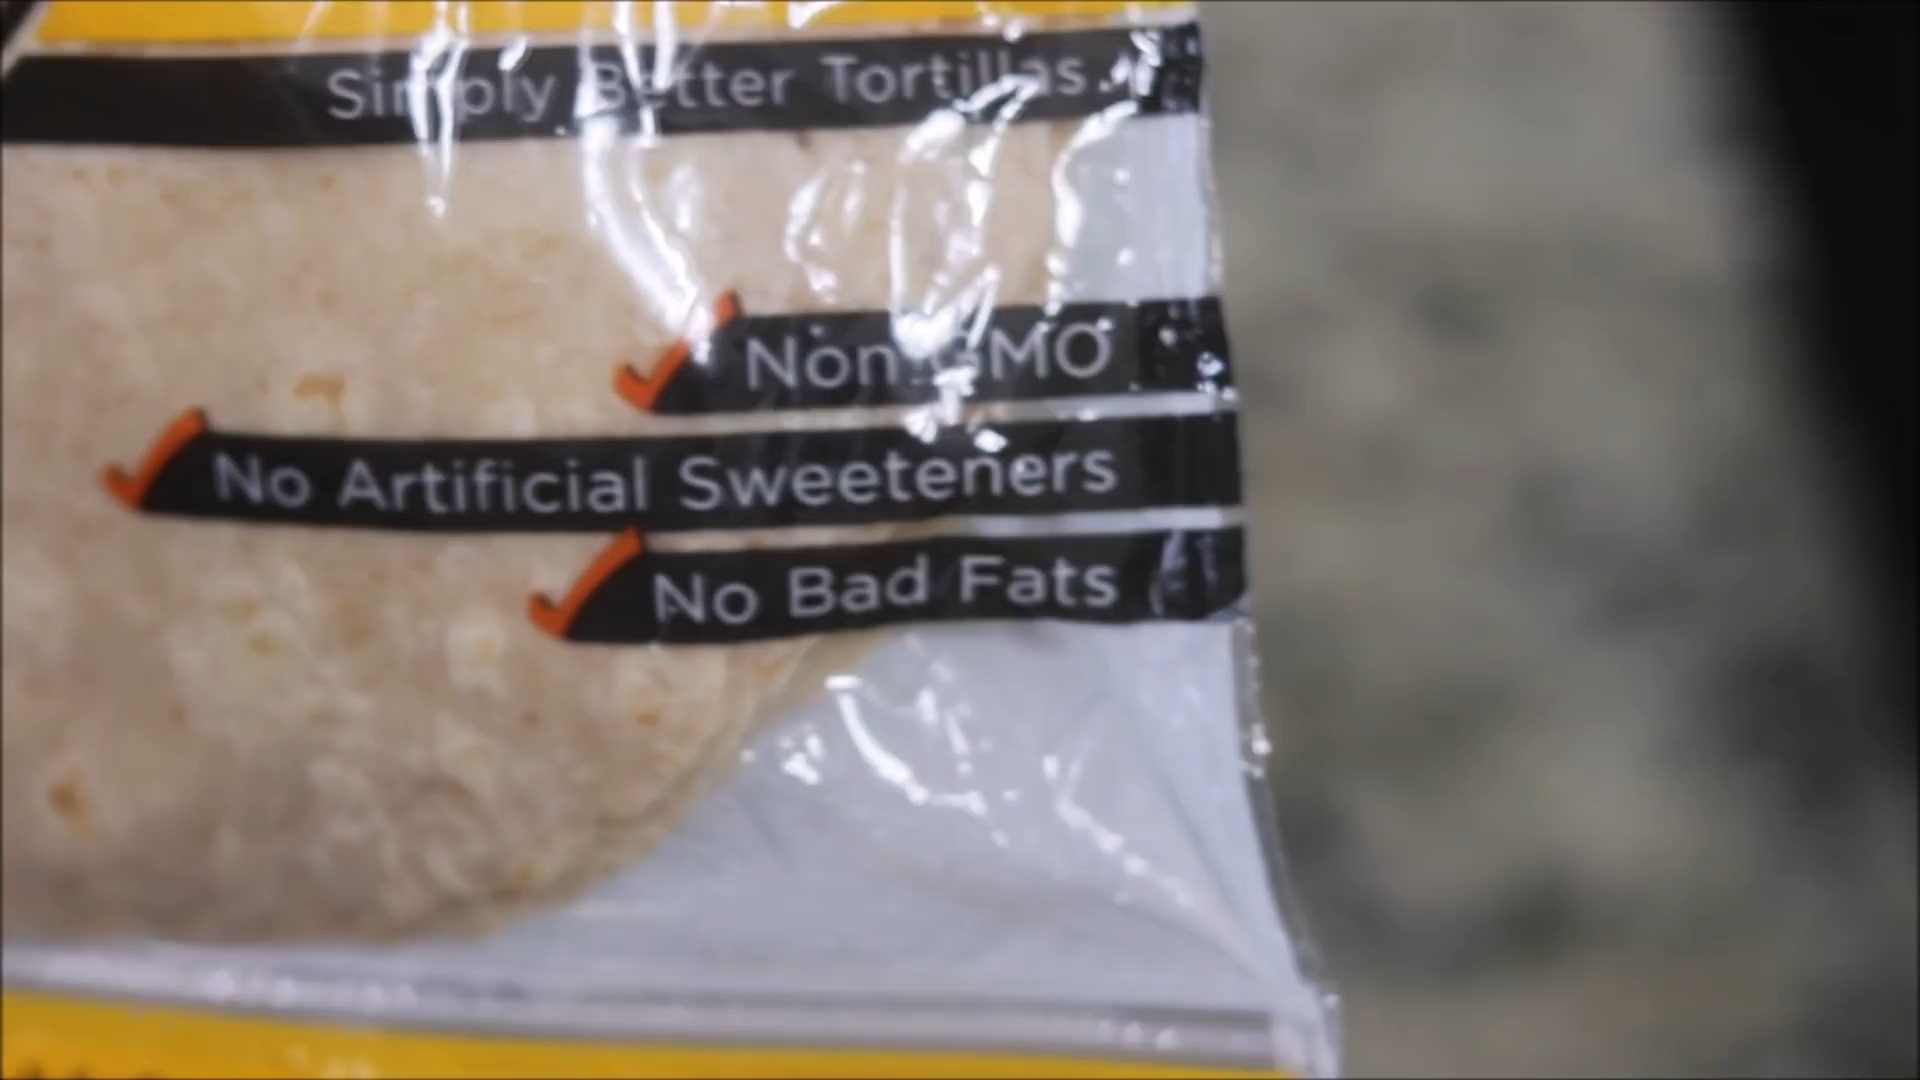 Simply Better Tortillas.
Non GMO
No Artificial Sweeteners
No Bad Fats